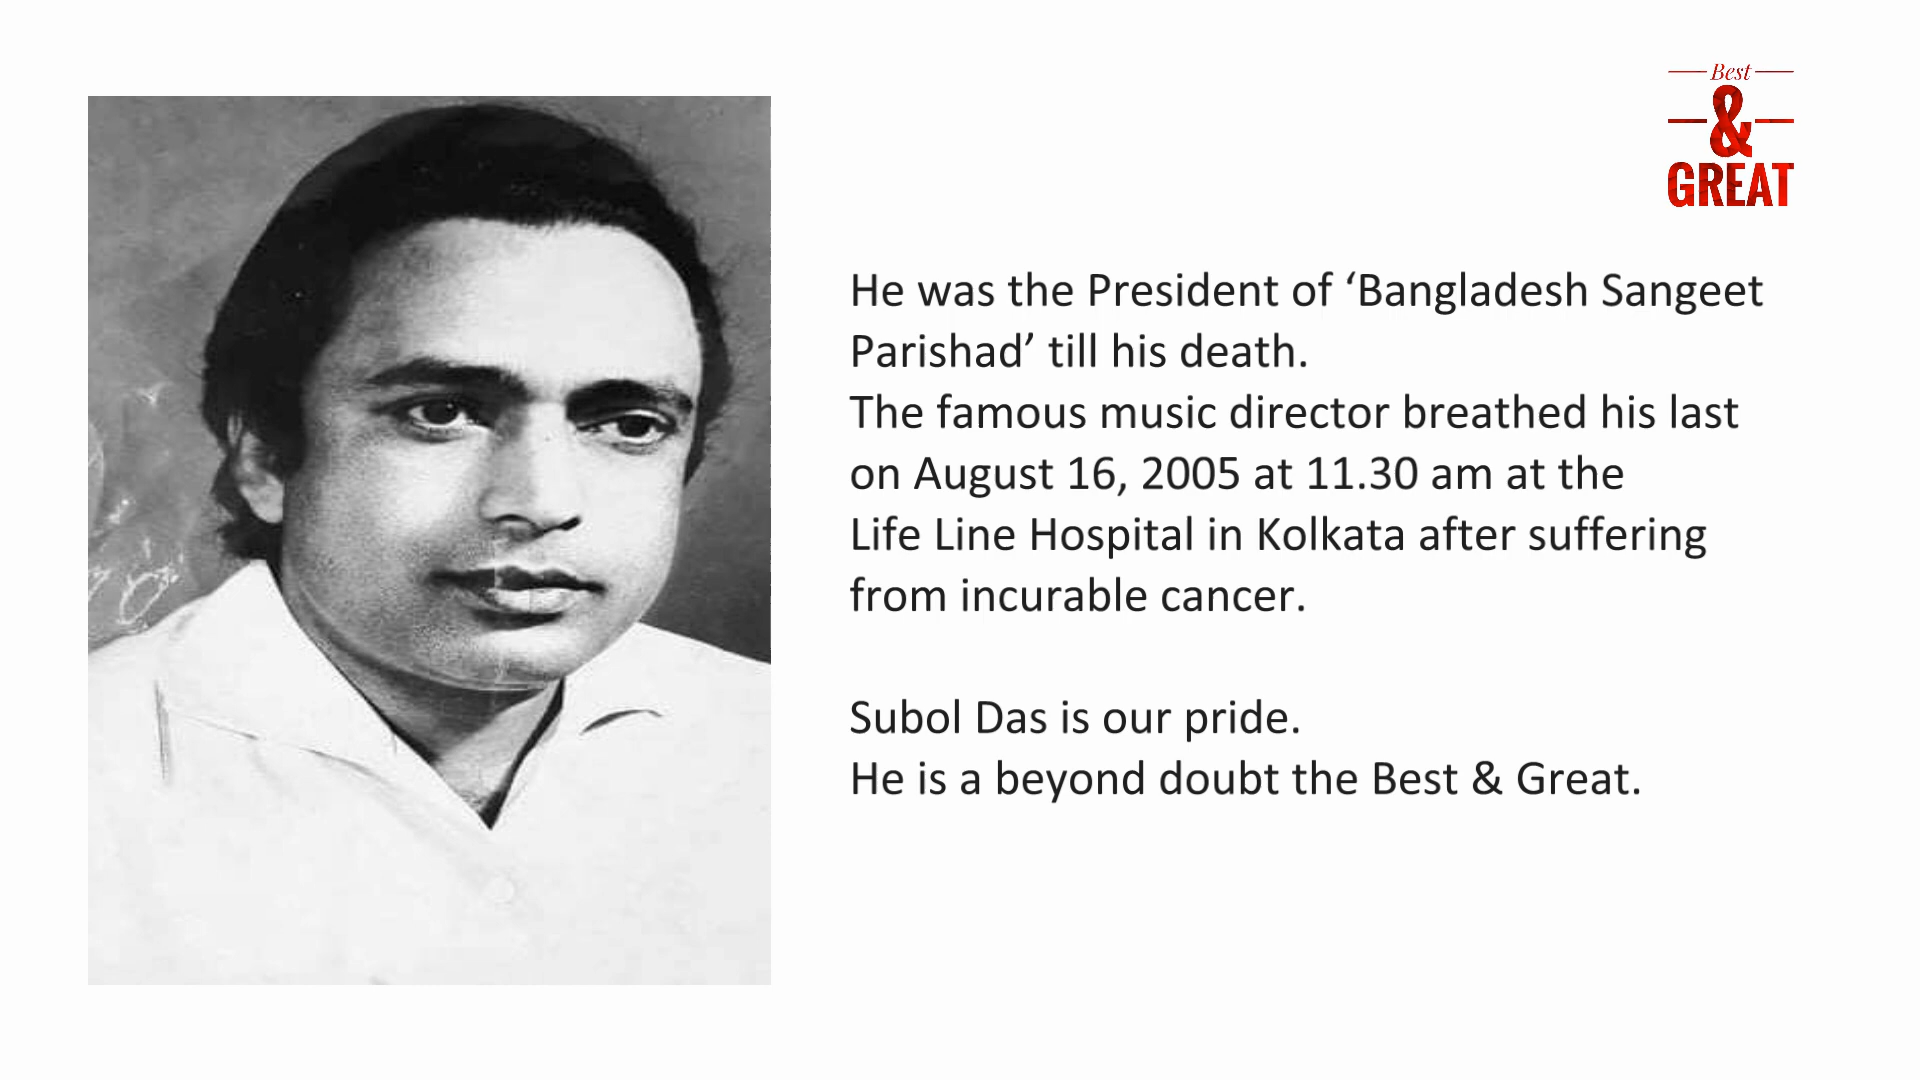 Best
&
GREAT
He was the President of ‘Bangladesh Sangeet
Parishad’ till his death.
The famous music director breathed his last
on August 16, 2005 at 11.30 am at the
Life Line Hospital in Kolkata after suffering
from incurable cancer.
Subol Das is our pride.
He is a beyond doubt the Best & Great.